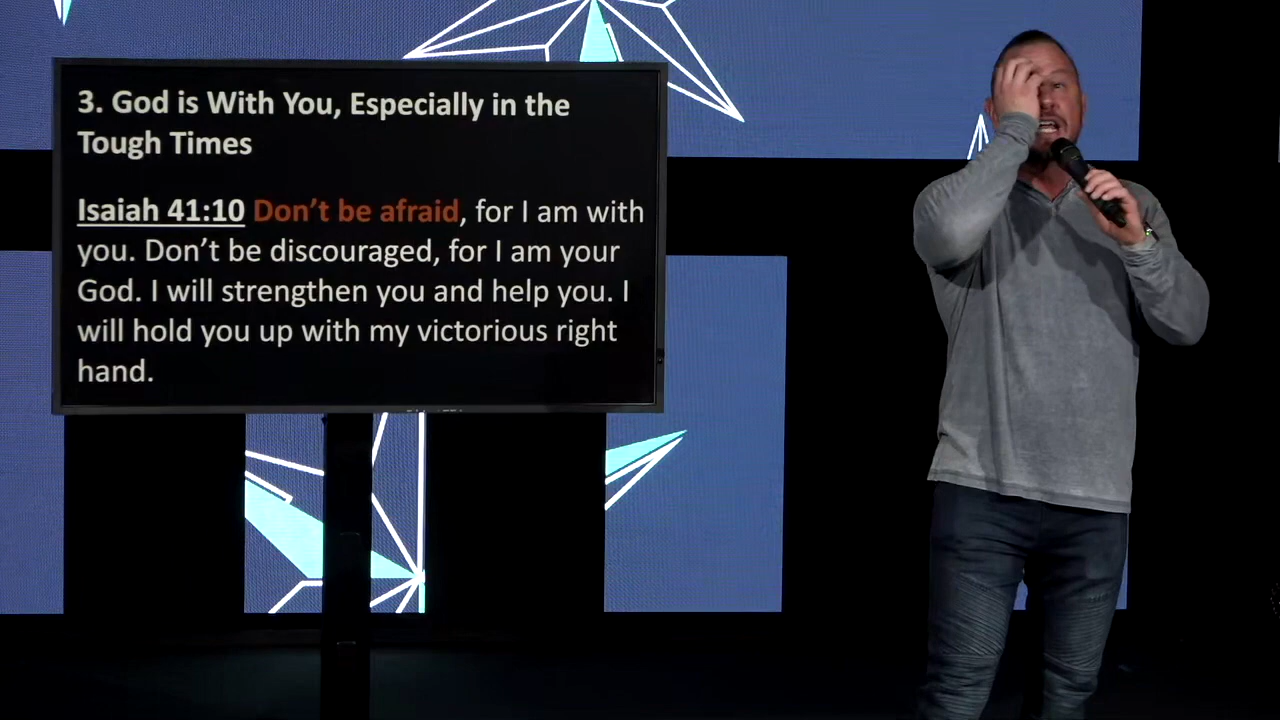 3. God is With You, Especially in the
Tough Times
Isaiah 41:10 Don’t be afraid, for I am with
you. Don’t be discouraged, for I am your
God. I will strengthen you and help you. I
will hold you up with my victorious right
hand.